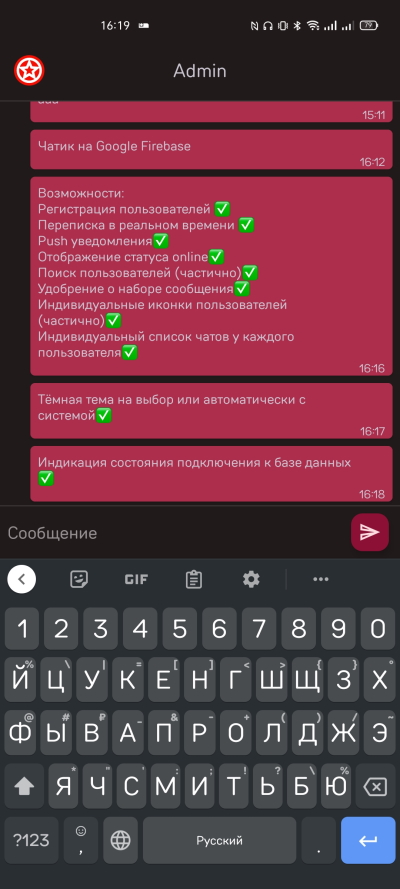 16:19
79
Admin
15:11
Чатик на Google Firebase
16:12
Возможности:
Регистрация пользователей ✅
Переписка в реальном времени ✅
Push уведомления✅
Отображение статуса online✅
Поиск пользователей (частично)✅
Удобрение о наборе сообщения✅
Индивидуальные иконки пользователей
(частично)✅
Индивидуальный список чатов у каждого
пользователя✅
16:16
Тёмная тема на выбор или автоматически с
системой✅
16:17
Индикация состояния подключения к базе данных
✅
16:18
Сообщение
GIF
1 2 3 4 5 6 7 8 9 0
% \ | = [ ] < > { } °
Й Ц У К Е Н Г Ш Щ З Х
@ # ₽ _ & - + ( ) / ~
Ф Ы В А П Р О Л Д Ж Э
* " ' : ; ! ? \ %
Я Ч С М И Т Ь Б Ю
?123 , Русский .